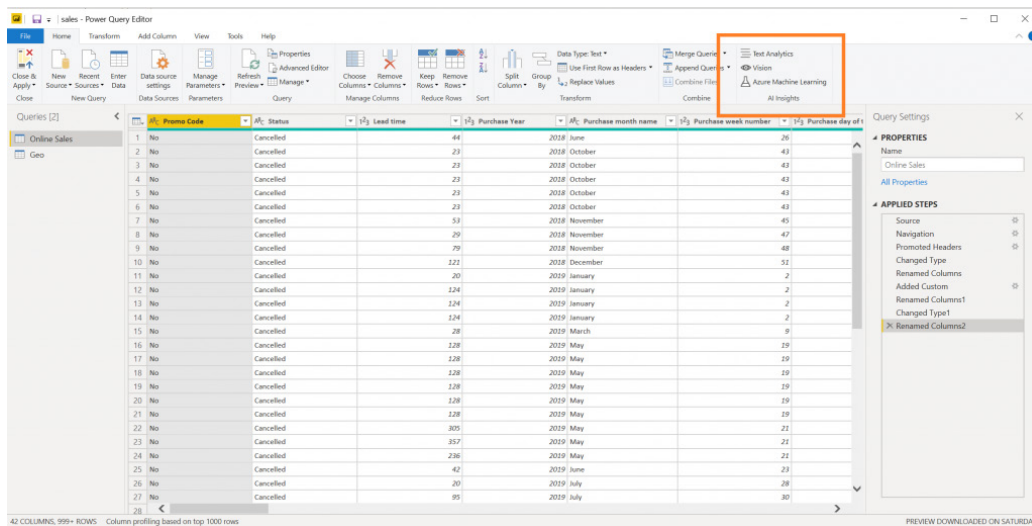 sales - Power Query Editor
File Home Transform Add Column View Tools Help
Close & Apply
New Source
Recent Sources
Enter Data
Data source settings
Manage Parameters
Refresh Preview
Properties
Advanced Editor
Manage
Choose Columns
Remove Columns
Keep Rows
Remove Rows
Split Column
Group By
Data Type: Text
Use First Row as Headers
Replace Values
Merge Queries
Append Queries
Combine Files
Text Analytics
Vision
Azure Machine Learning
Close New Query Data Sources Parameters Query Manage Columns Reduce Rows Sort Transform Combine AI Insights
Queries [2]
Online Sales
Geo
Promo Code Status Lead time Purchase Year Purchase month name Purchase week number Purchase day of
1 No Cancelled 44 2018 June 26
2 No Cancelled 23 2018 October 43
3 No Cancelled 23 2018 October 43
4 No Cancelled 23 2018 October 43
5 No Cancelled 23 2018 October 43
6 No Cancelled 23 2018 October 43
7 No Cancelled 53 2018 November 45
8 No Cancelled 29 2018 November 47
9 No Cancelled 79 2018 November 48
10 No Cancelled 121 2018 December 51
11 No Cancelled 20 2019 January 2
12 No Cancelled 124 2019 January 2
13 No Cancelled 124 2019 January 2
14 No Cancelled 124 2019 January 2
15 No Cancelled 28 2019 March 9
16 No Cancelled 128 2019 May 19
17 No Cancelled 128 2019 May 19
18 No Cancelled 128 2019 May 19
19 No Cancelled 128 2019 May 19
20 No Cancelled 128 2019 May 19
21 No Cancelled 128 2019 May 19
22 No Cancelled 305 2019 May 21
23 No Cancelled 357 2019 May 21
24 No Cancelled 236 2019 May 21
25 No Cancelled 42 2019 June 23
26 No Cancelled 20 2019 July 28
27 No Cancelled 95 2019 July 30
28
Query Settings
PROPERTIES
Name
Online Sales
All Properties
APPLIED STEPS
Source
Navigation
Promoted Headers
Changed Type
Renamed Columns
Added Custom
Renamed Columns1
Changed Type1
Renamed Columns2
42 COLUMNS, 999+ ROWS Column profiling based on top 1000 rows
PREVIEW DOWNLOADED ON SATURDA